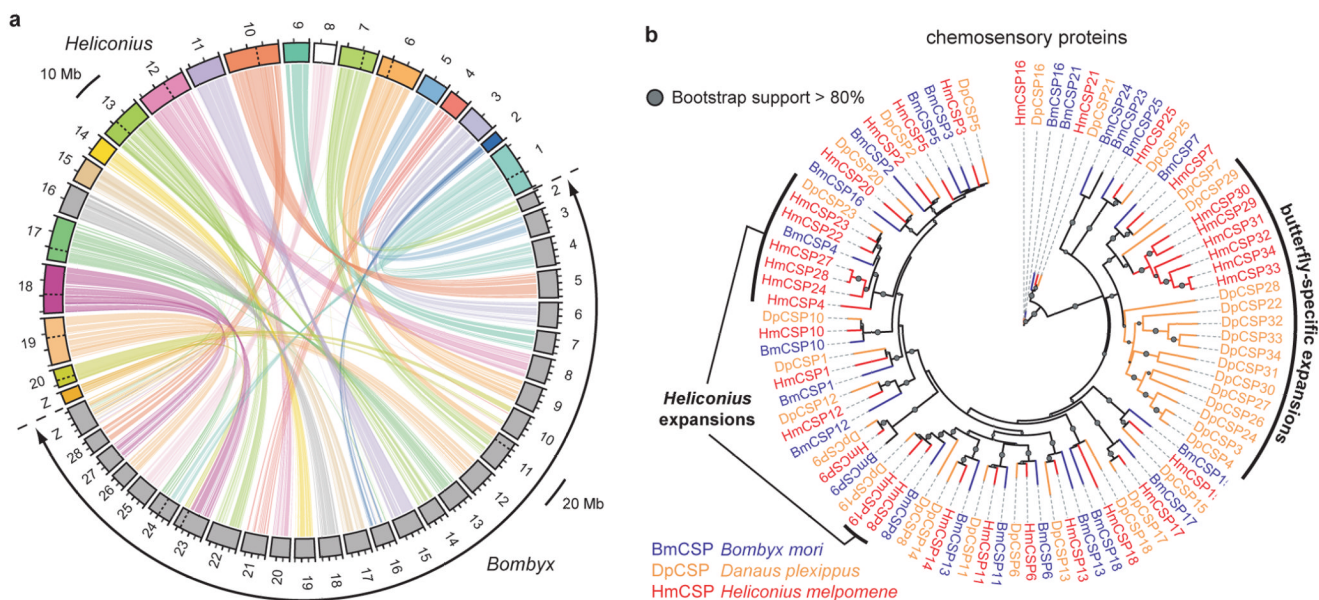 a
Heliconius
10 Mb
Z
20
19
18
17
16
15
14
13
12
11
10
9
8
7
6
5
4
3
2
1
2
3
4
5
6
7
8
9
10
11
12
13
14
15
16
17
18
19
20
21
22
23
24
25
26
27
28
Z
20 Mb
Bombyx
b
chemosensory proteins
Bootstrap support > 80%
HmCSP16
DpCSP16
BmCSP16
BmCSP21
HmCSP21
DpCSP21
BmCSP24
BmCSP23
BmCSP25
HmCSP25
DpCSP25
BmCSP7
HmCSP7
DpCSP7
DpCSP29
HmCSP30
HmCSP29
HmCSP31
HmCSP32
HmCSP34
HmCSP33
DpCSP28
DpCSP22
DpCSP32
DpCSP33
DpCSP34
DpCSP31
DpCSP30
DpCSP27
DpCSP26
DpCSP24
DpCSP3
DpCSP4
BmCSP1:
HmCSP1:
DpCSP15
BmCSP17
HmCSP17
DpCSP17
DpCSP18
HmCSP18
BmCSP18
BmCSP13
HmCSP13
DpCSP13
BmCSP6
HmCSP6
DpCSP6
BmCSP11
HmCSP11
DpCSP11
BmCSP13
HmCSP14
DpCSP14
DpCSP8
BmCSP8
HmCSP8
HmCSP19
DpCSP19
BmCSP9
HmCSP9
DpCSP9
BmCSP12
HmCSP12
DpCSP12
BmCSP1
HmCSP1
DpCSP1
BmCSP10
HmCSP10
DpCSP10
HmCSP4
HmCSP24
HmCSP28
HmCSP27
BmCSP4
HmCSP22
HmCSP23
DpCSP23
BmCSP16
HmCSP20
DpCSP20
BmCSP2
HmCSP2
DpCSP2
HmCSP5
BmCSP5
BmCSP3
HmCSP3
DpCSP5
butterfly-specific expansions
Heliconius
expansions
BmCSP Bombyx mori
DpCSP Danaus plexippus
HmCSP Heliconius melpomene